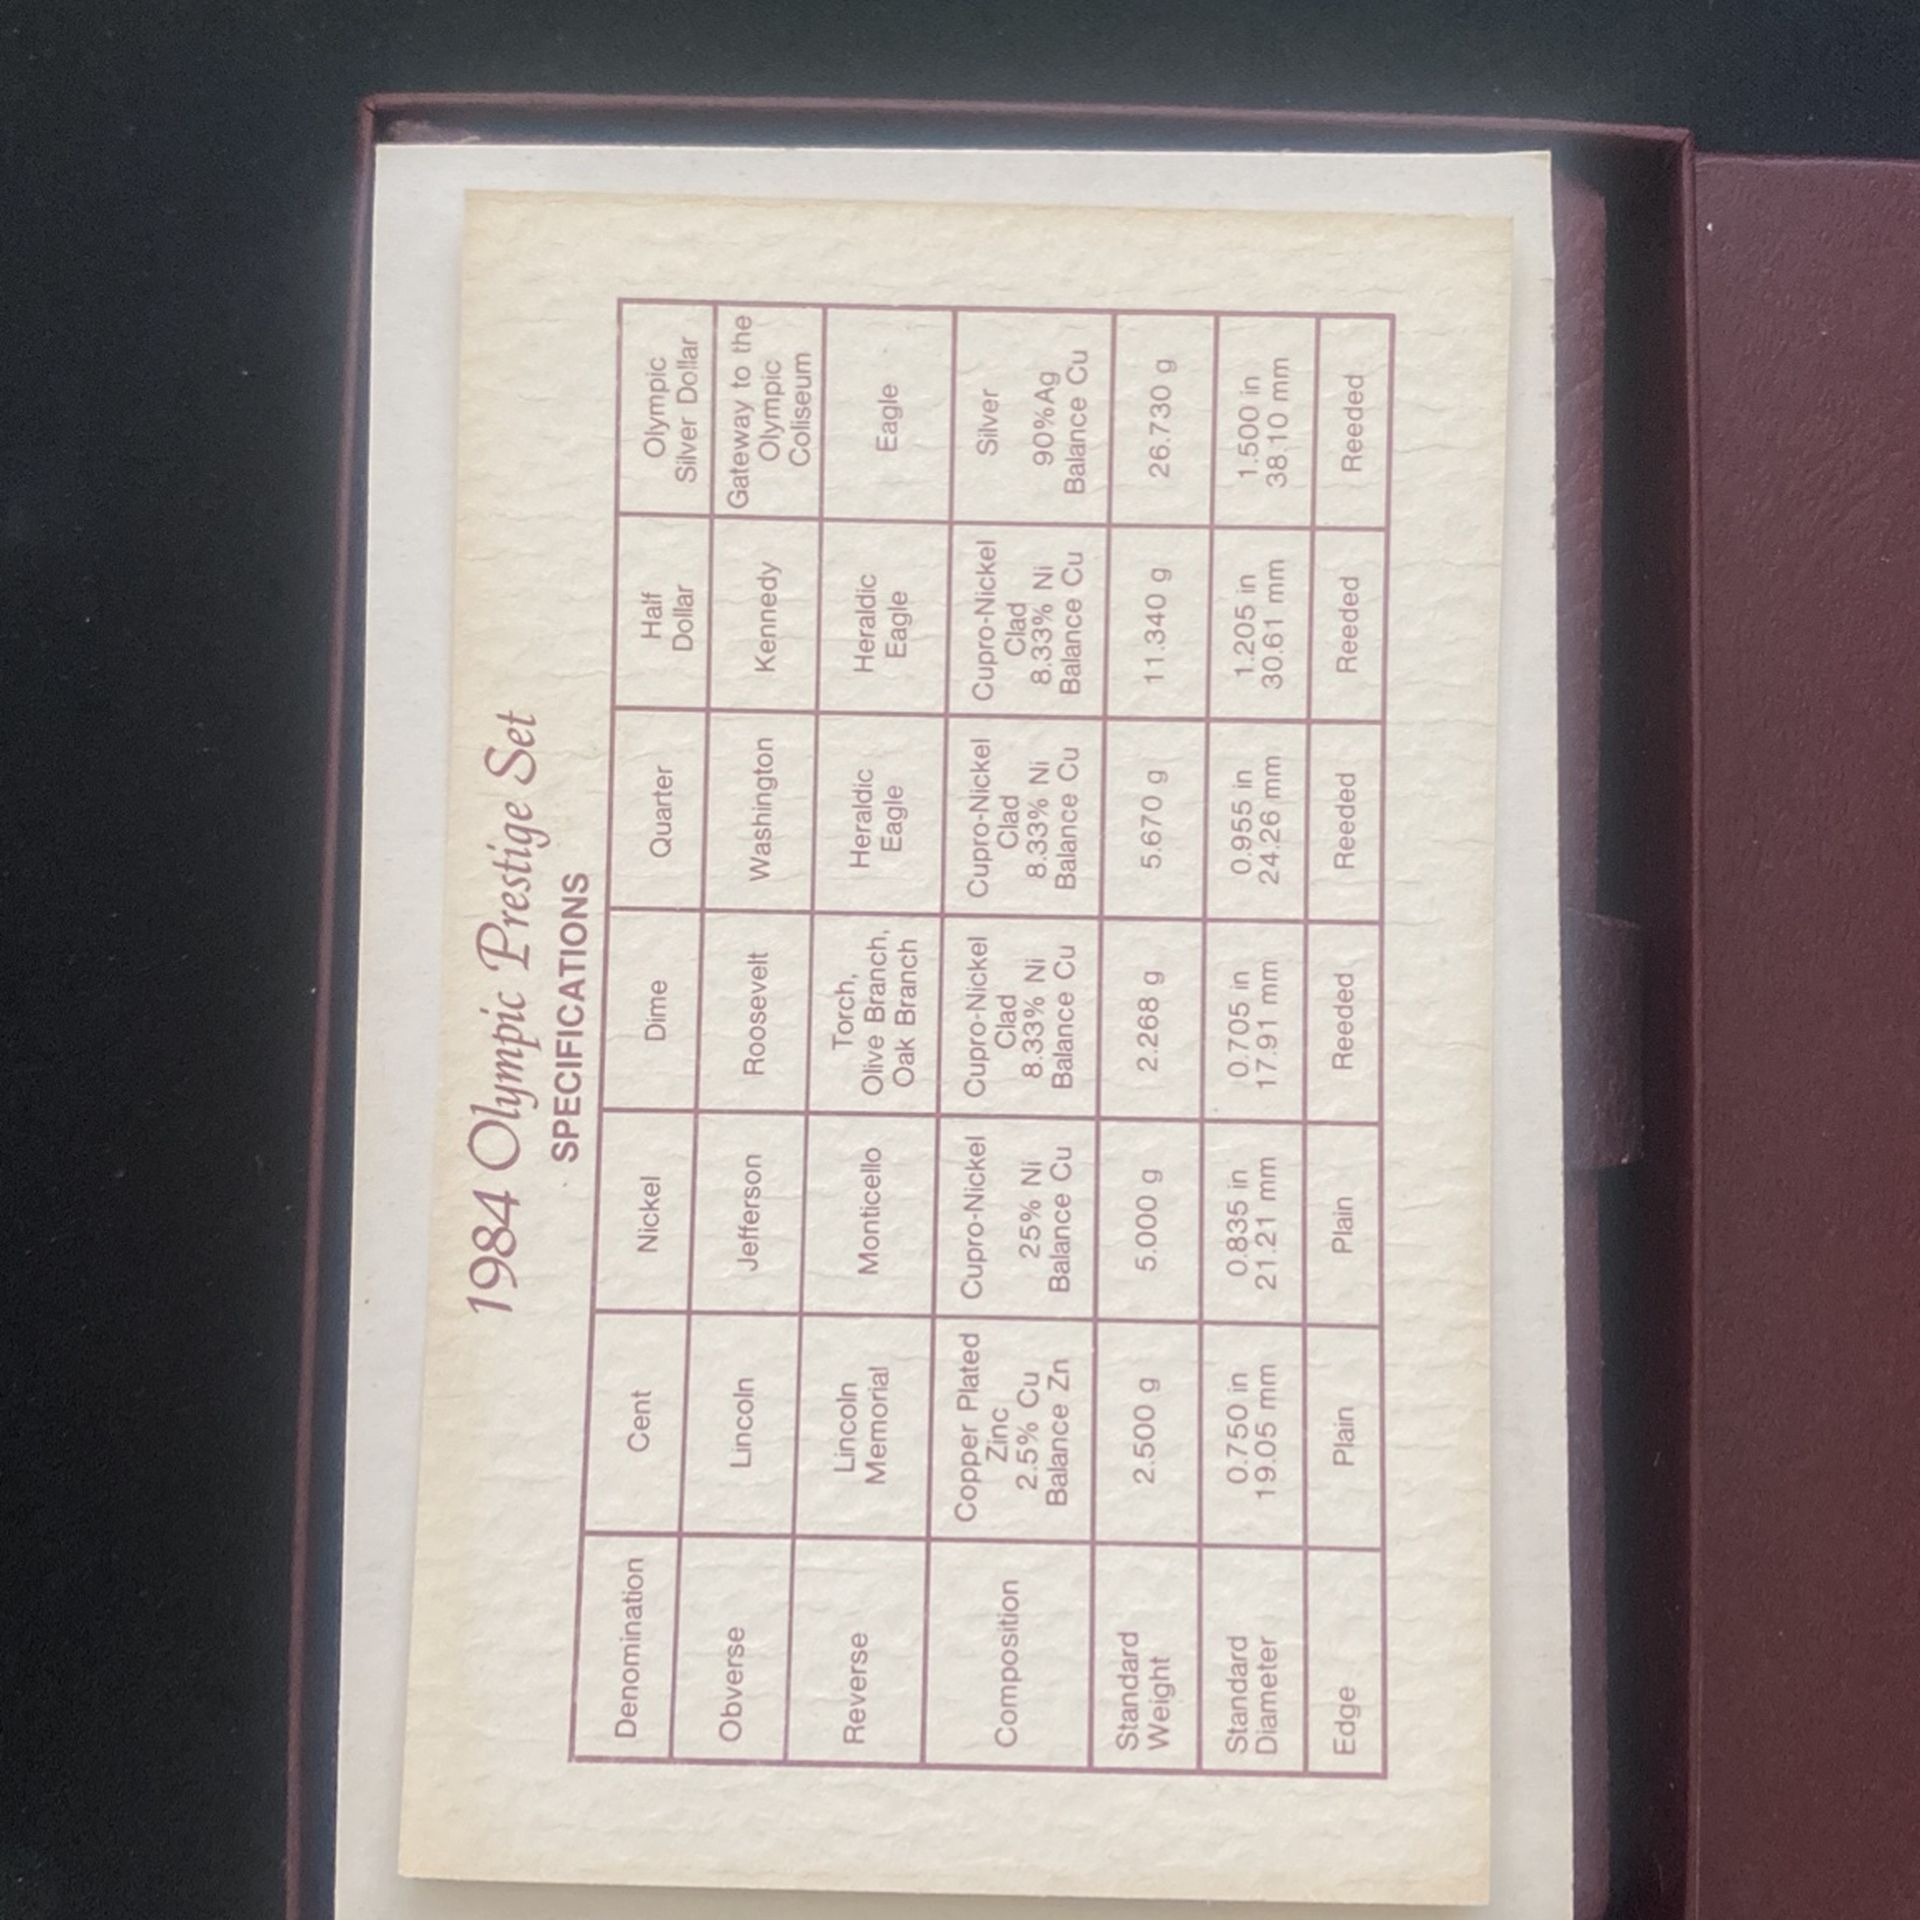 1984 Olympic Prestige Set
SPECIFICATIONS
Denomination Cent Nickel Dime Quarter Half Dollar Olympic Silver Dollar
Obverse Lincoln Jefferson Roosevelt Washington Kennedy Gateway to the Olympic Coliseum
Reverse Lincoln Memorial Monticello Torch, Olive Branch, Oak Branch Heraldic Eagle Heraldic Eagle Eagle
Composition Copper Plated Zinc 2.5% Cu Balance Zn Cupro-Nickel 25% Ni Balance Cu Cupro-Nickel Clad 8.33% Ni Balance Cu Cupro-Nickel Clad 8.33% Ni Balance Cu Cupro-Nickel Clad 8.33% Ni Balance Cu Silver 90%Ag Balance Cu
Standard Weight 2.500 g 5.000 g 2.268 g 5.670 g 11.340 g 26.730 g
Standard Diameter 0.750 in 19.05 mm 0.835 in 21.21 mm 0.705 in 17.91 mm 0.955 in 24.26 mm 1.205 in 30.61 mm 1.500 in 38.10 mm
Edge Plain Plain Reeded Reeded Reeded Reeded